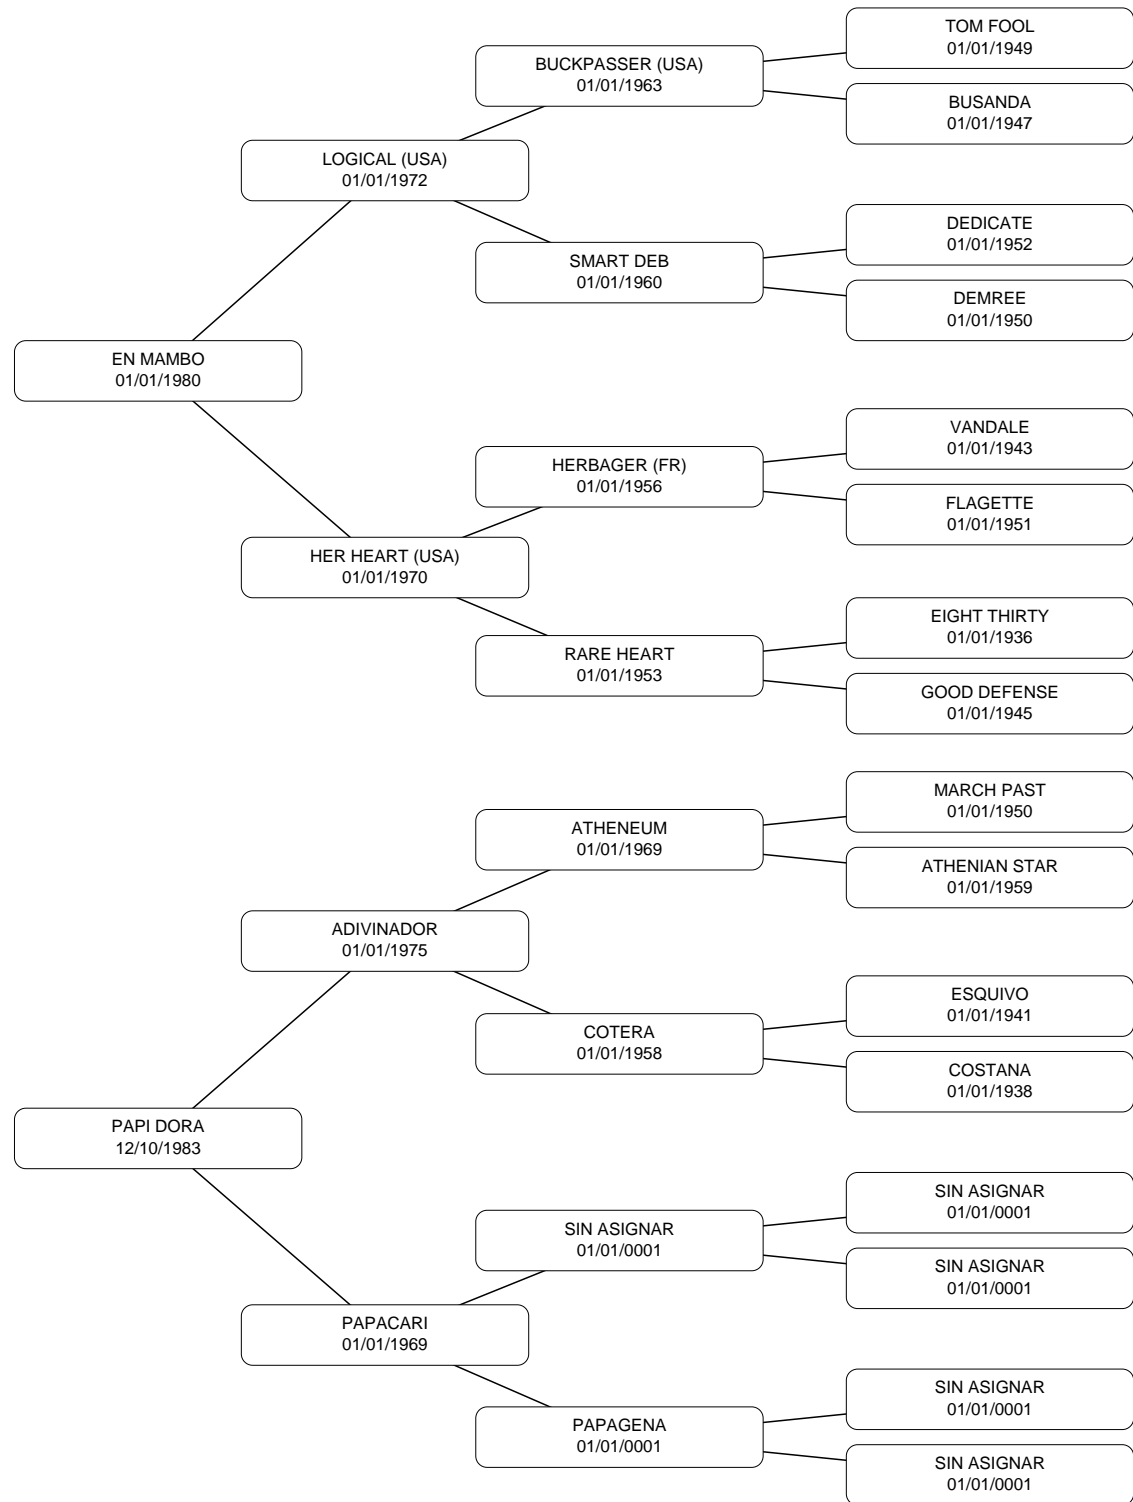 TOM FOOL
01/01/1949
BUCKPASSER (USA)
01/01/1963
BUSANDA
01/01/1947
LOGICAL (USA)
01/01/1972
DEDICATE
01/01/1952
SMART DEB
01/01/1960
DEMREE
01/01/1950
EN MAMBO
01/01/1980
VANDALE
01/01/1943
HERBAGER (FR)
01/01/1956
FLAGETTE
01/01/1951
HER HEART (USA)
01/01/1970
EIGHT THIRTY
01/01/1936
RARE HEART
01/01/1953
GOOD DEFENSE
01/01/1945
MARCH PAST
01/01/1950
ATHENEUM
01/01/1969
ATHENIAN STAR
01/01/1959
ADIVINADOR
01/01/1975
ESQUIVO
01/01/1941
COTERA
01/01/1958
COSTANA
01/01/1938
PAPI DORA
12/10/1983
SIN ASIGNAR
01/01/0001
SIN ASIGNAR
01/01/0001
SIN ASIGNAR
01/01/0001
PAPACARI
01/01/1969
SIN ASIGNAR
01/01/0001
PAPAGENA
01/01/0001
SIN ASIGNAR
01/01/0001